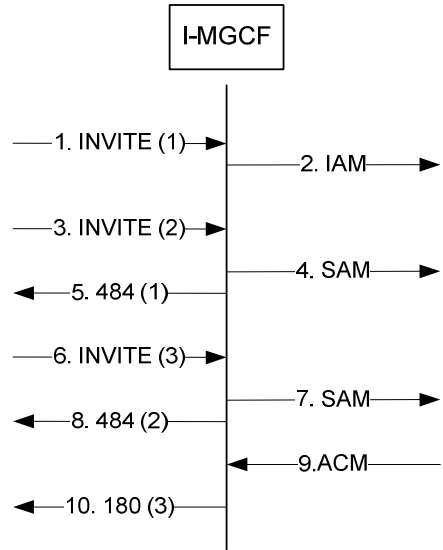 I-MGCF
1. INVITE (1)
2. IAM
3. INVITE (2)
4. SAM
5. 484 (1)
6. INVITE (3)
7. SAM
8. 484 (2)
9.ACM
10. 180 (3)